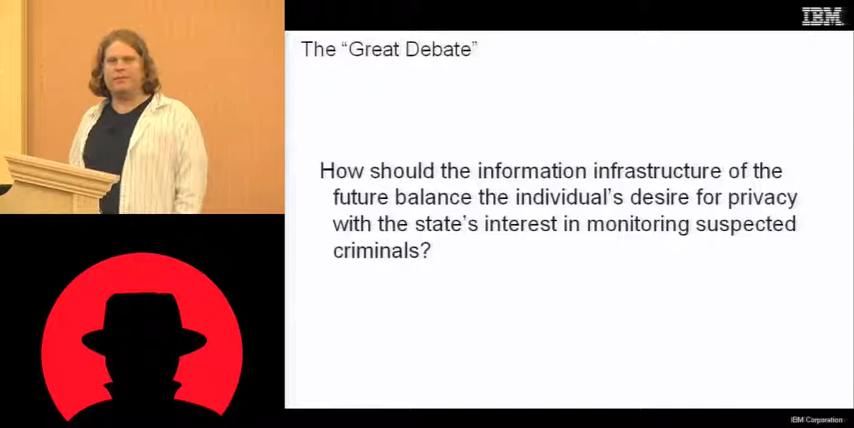 IBM
The “Great Debate”
How should the information infrastructure of the
future balance the individual’s desire for privacy
with the state’s interest in monitoring suspected
criminals?
IBM Corporation